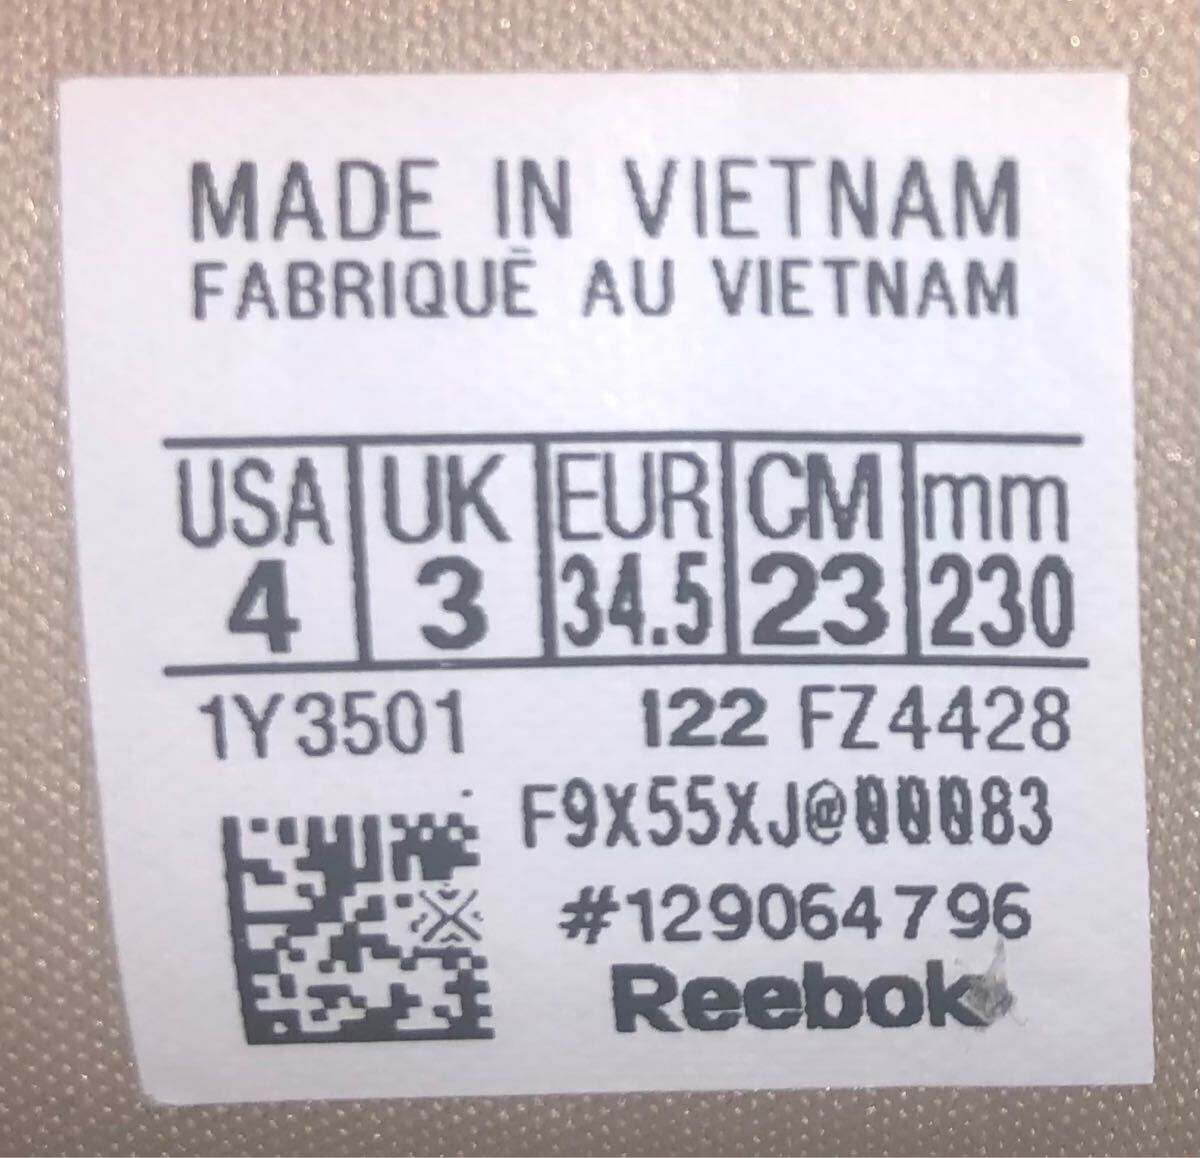 MADE IN VIETNAM
FABRIQUÉ AU VIETNAM
USA UK EUR CM mm
4 3 34.5 23 230
1Y3501 122 FZ4428
F9X55XJ@00083
#129064796
Reebok